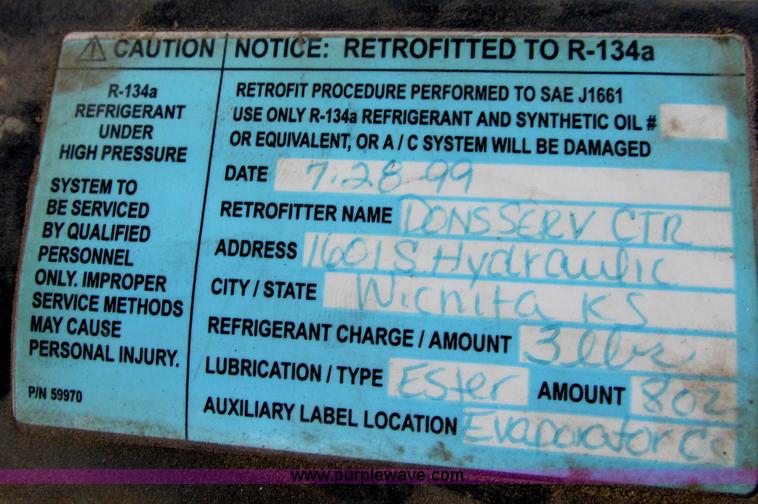 CAUTION
R-134a
REFRIGERANT
UNDER
HIGH PRESSURE
SYSTEM TO
BE SERVICED
BY QUALIFIED
PERSONNEL
ONLY. IMPROPER
SERVICE METHODS
MAY CAUSE
PERSONAL INJURY.
P/N 59970
NOTICE: RETROFITTED TO R-134a
RETROFIT PROCEDURE PERFORMED TO SAE J1661
USE ONLY R-134a REFRIGERANT AND SYNTHETIC OIL #
OR EQUIVALENT, OR A / C SYSTEM WILL BE DAMAGED
DATE 7.28.99
RETROFITTER NAME DONS SERV CTR
ADDRESS 1601 S. Hydraulic
CITY / STATE Wichita KS
REFRIGERANT CHARGE / AMOUNT 3 lbs
LUBRICATION / TYPE Ester AMOUNT 8oz
AUXILIARY LABEL LOCATION Evaporator
www.purplewave.com